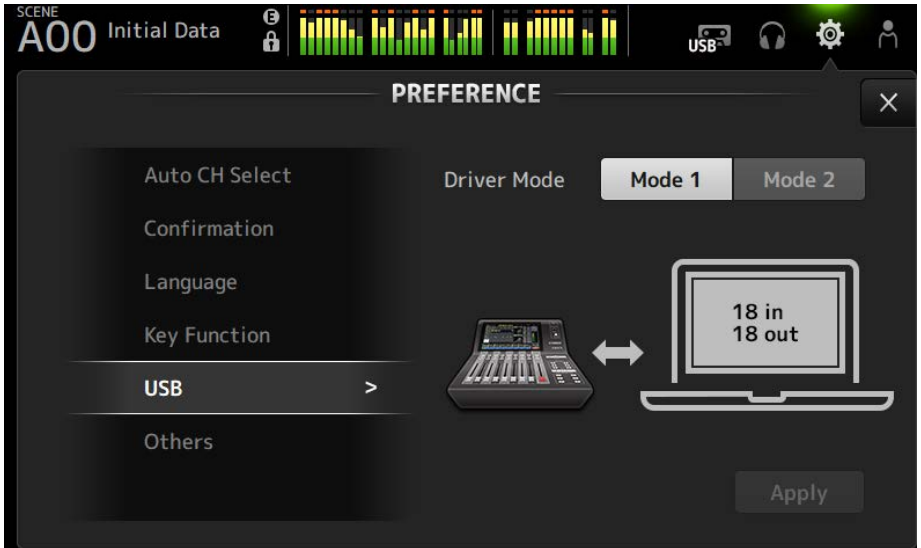 SCENE
A00 Initial Data
E
USB
PREFERENCE
Auto CH Select
Driver Mode
Mode 1
Mode 2
Confirmation
Language
Key Function
USB >
Others
18 in
18 out
Apply